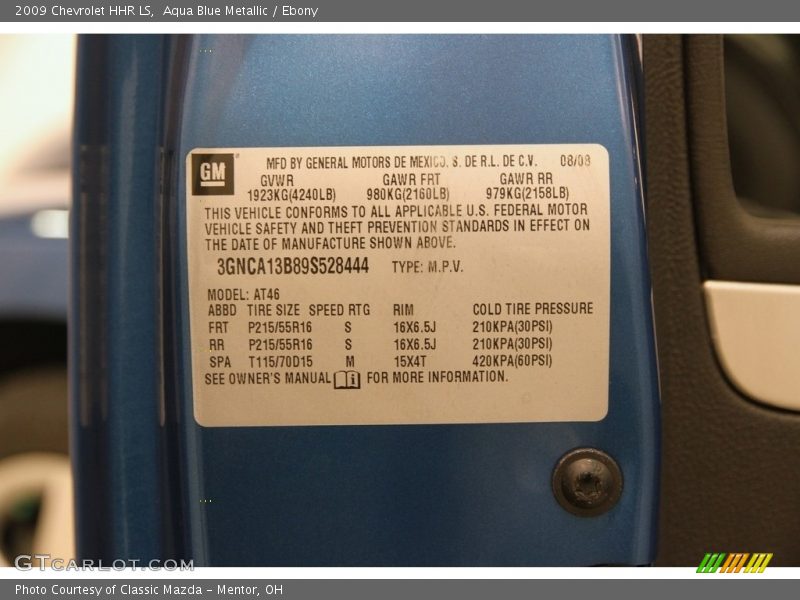 2009 Chevrolet HHR LS, Aqua Blue Metallic / Ebony
GM
MFD BY GENERAL MOTORS DE MEXICO, S. DE R.L. DE C.V. 08/08
GVWR GAWR FRT GAWR RR
1923KG(4240LB) 980KG(2160LB) 979KG(2158LB)
THIS VEHICLE CONFORMS TO ALL APPLICABLE U.S. FEDERAL MOTOR
VEHICLE SAFETY AND THEFT PREVENTION STANDARDS IN EFFECT ON
THE DATE OF MANUFACTURE SHOWN ABOVE.
3GNCA13B89S528444 TYPE: M.P.V.
MODEL: AT46
ABBD TIRE SIZE SPEED RTG RIM COLD TIRE PRESSURE
FRT P215/55R16 S 16X6.5J 210KPA(30PSI)
RR P215/55R16 S 16X6.5J 210KPA(30PSI)
SPA T115/70D15 M 15X4T 420KPA(60PSI)
SEE OWNER'S MANUAL FOR MORE INFORMATION.
GTCARLOT.COM
Photo Courtesy of Classic Mazda - Mentor, OH